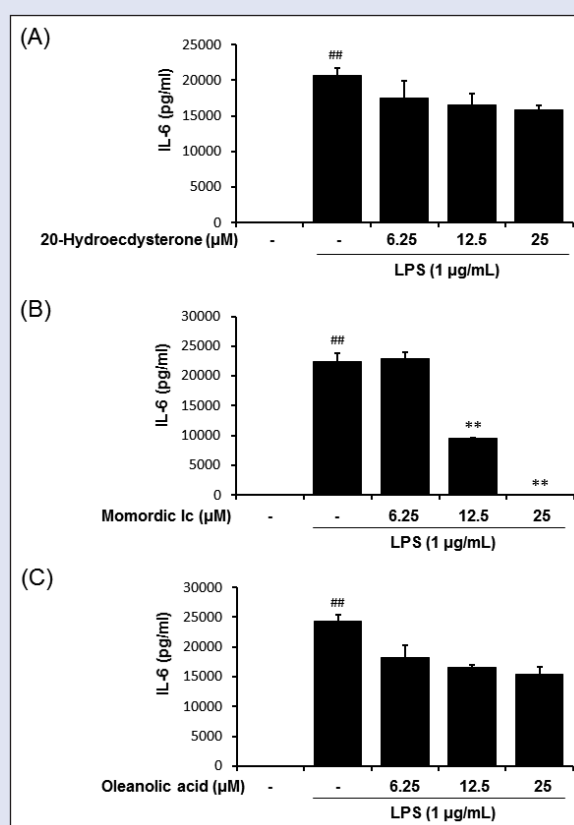 (A)
##
25000
20000
15000
10000
5000
0
IL-6 (pg/ml)
20-Hydroecdysterone (µM) - - 6.25 12.5 25
LPS (1 µg/mL)
(B)
##
30000
25000
20000
15000
10000
5000
0
IL-6 (pg/ml)
**
**
Momordic Ic (µM) - - 6.25 12.5 25
LPS (1 µg/mL)
(C)
##
30000
25000
20000
15000
10000
5000
0
IL-6 (pg/ml)
Oleanolic acid (µM) - - 6.25 12.5 25
LPS (1 µg/mL)